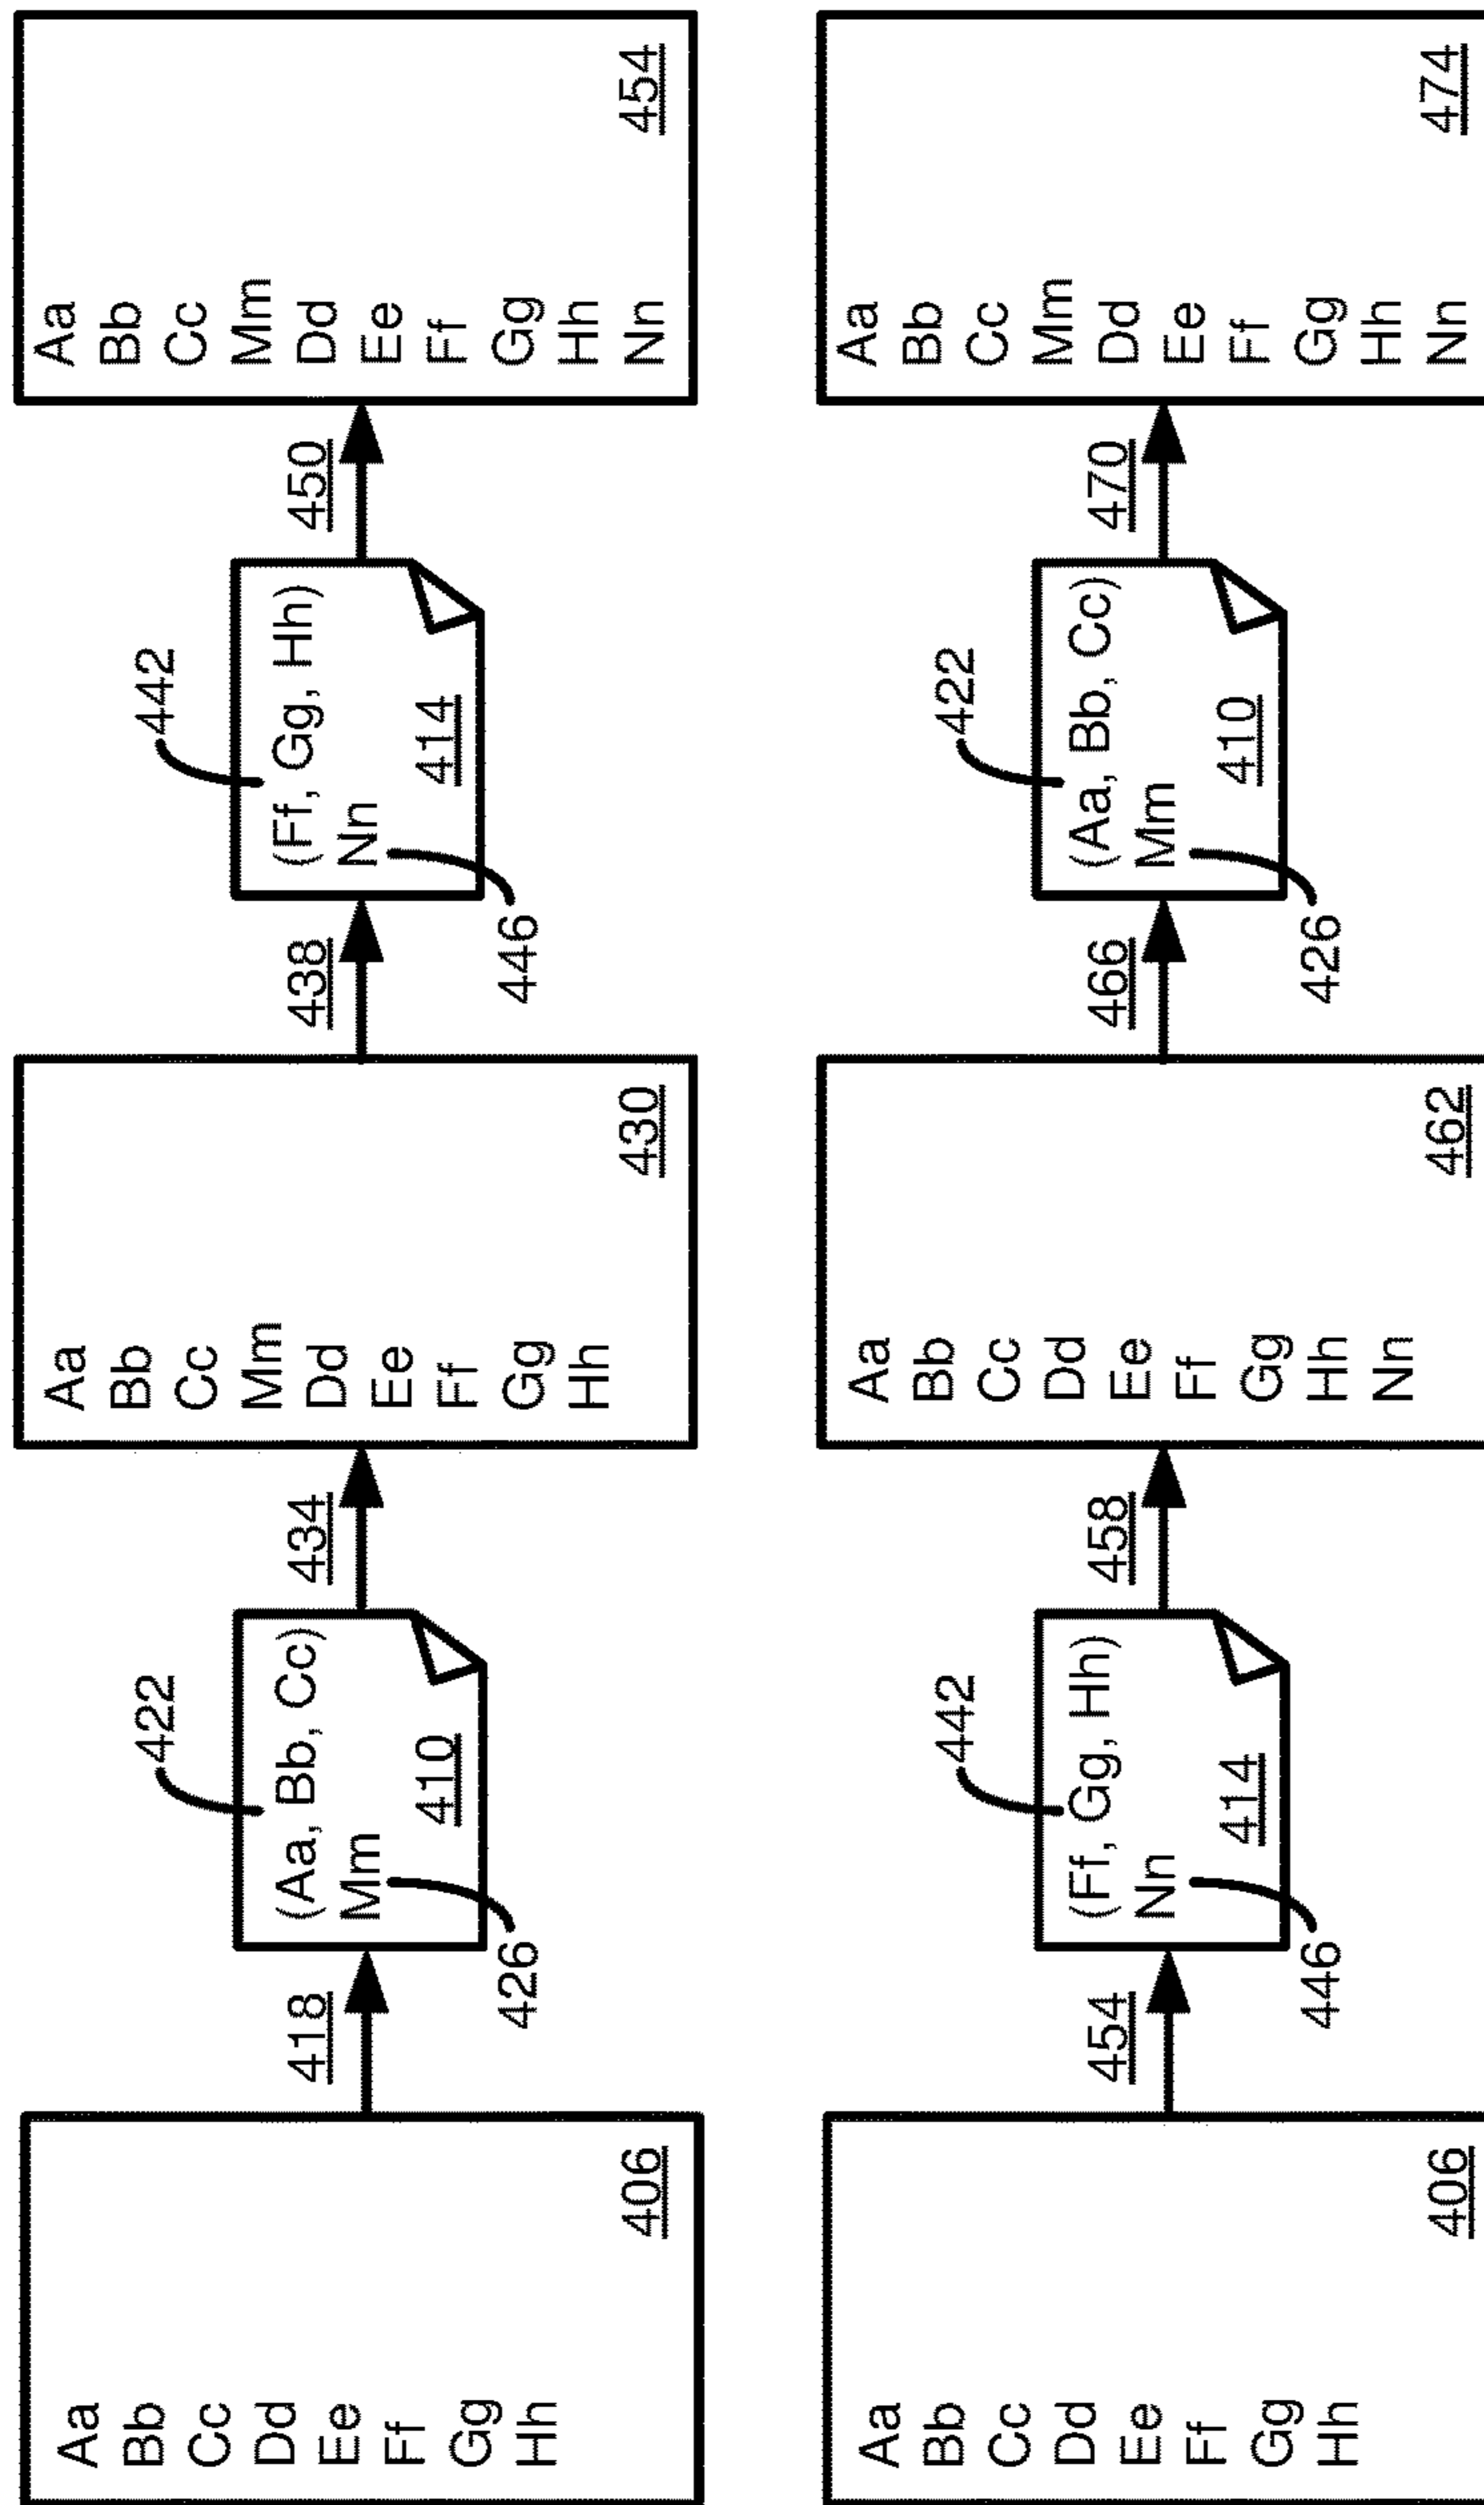 Aa
Bb
Cc
Dd
Ee
Ff
Gg
Hh
406
418
422
(Aa, Bb, Cc)
Mm
410
426
434
Aa
Bb
Cc
Mm
Dd
Ee
Ff
Gg
Hh
430
438
442
(Ff, Gg, Hh)
Nn
414
446
450
Aa
Bb
Cc
Mm
Dd
Ee
Ff
Gg
Hh
Nn
454
Aa
Bb
Cc
Dd
Ee
Ff
Gg
Hh
406
454
442
(Ff, Gg, Hh)
Nn
414
446
458
Aa
Bb
Cc
Dd
Ee
Ff
Gg
Hh
Nn
462
466
422
(Aa, Bb, Cc)
Mm
410
426
470
Aa
Bb
Cc
Mm
Dd
Ee
Ff
Gg
Hh
Nn
474